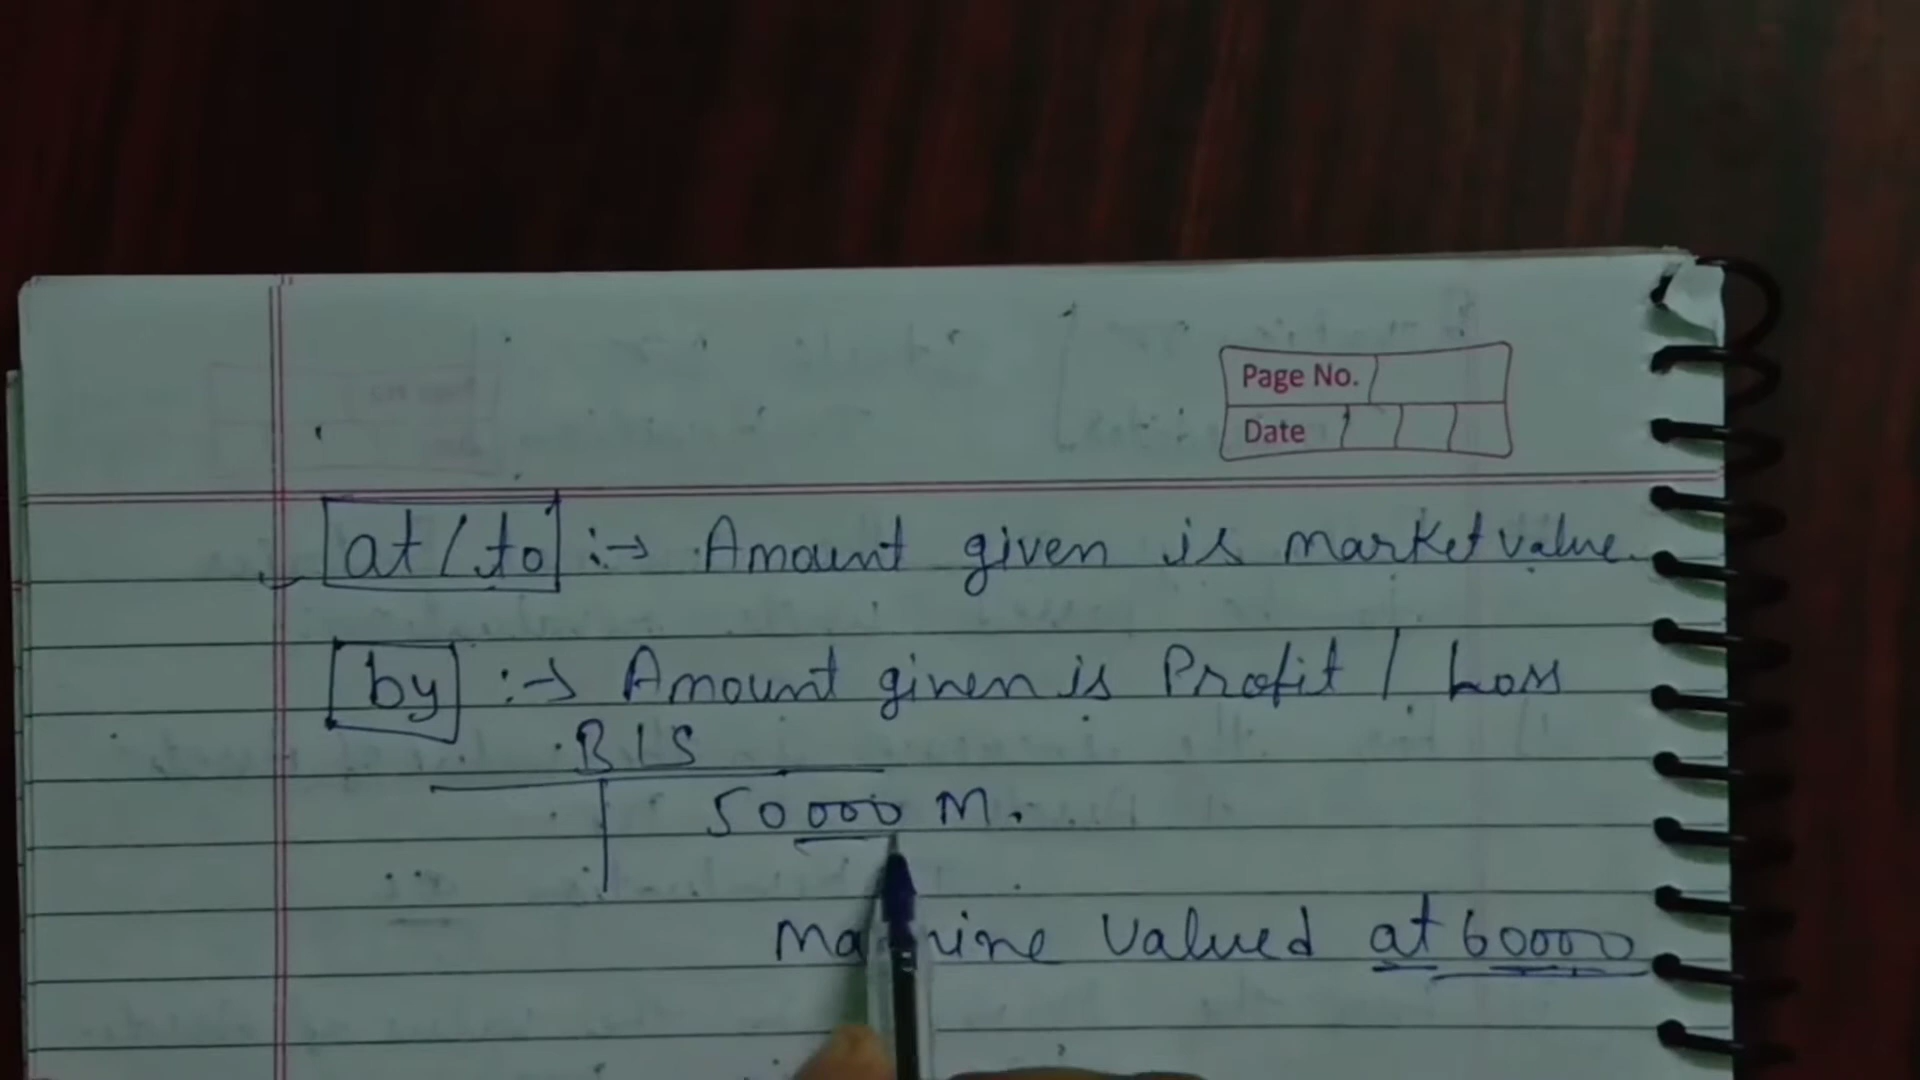 Page No.
Date
at/to :→ Amount given is market value.
by :→ Amount given is Profit / Loss
B/S
50000 M.
valued at 60000